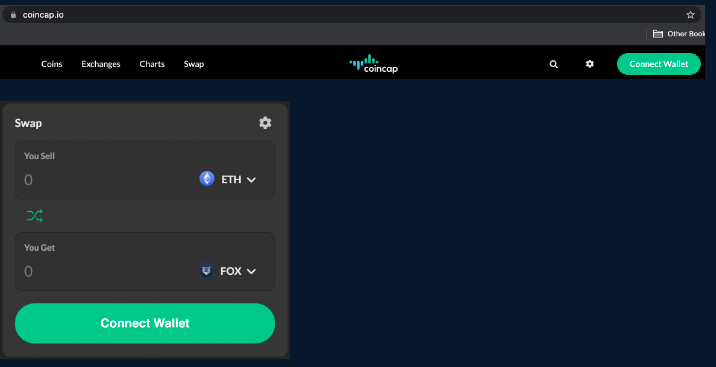 coincap.io
Other Book
Coins Exchanges Charts Swap coincap Connect Wallet
Swap
You Sell
0 ETH
You Get
0 FOX
Connect Wallet